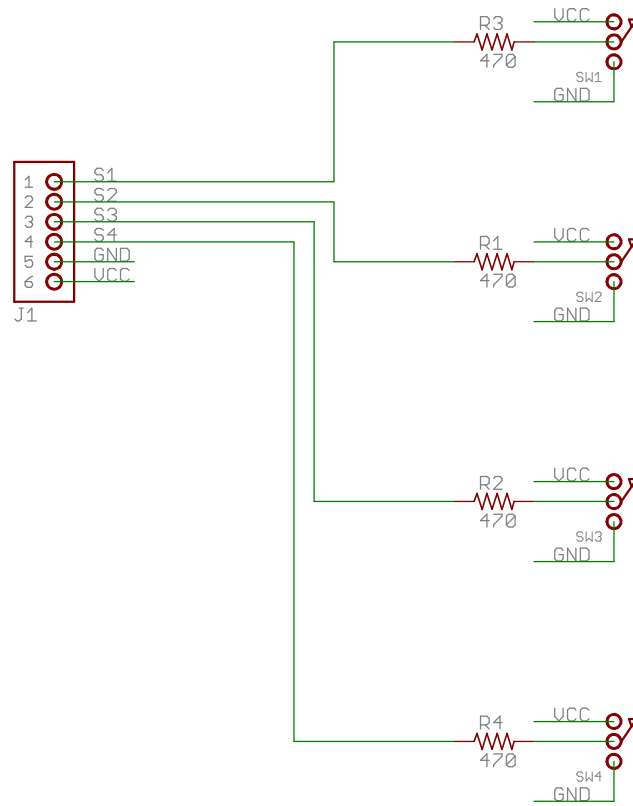 VCC
R3
470
SW1
GND
1 S1
2 S2
3 S3
4 S4
5 GND
6 VCC
J1
VCC
R1
470
SW2
GND
VCC
R2
470
SW3
GND
VCC
R4
470
SW4
GND